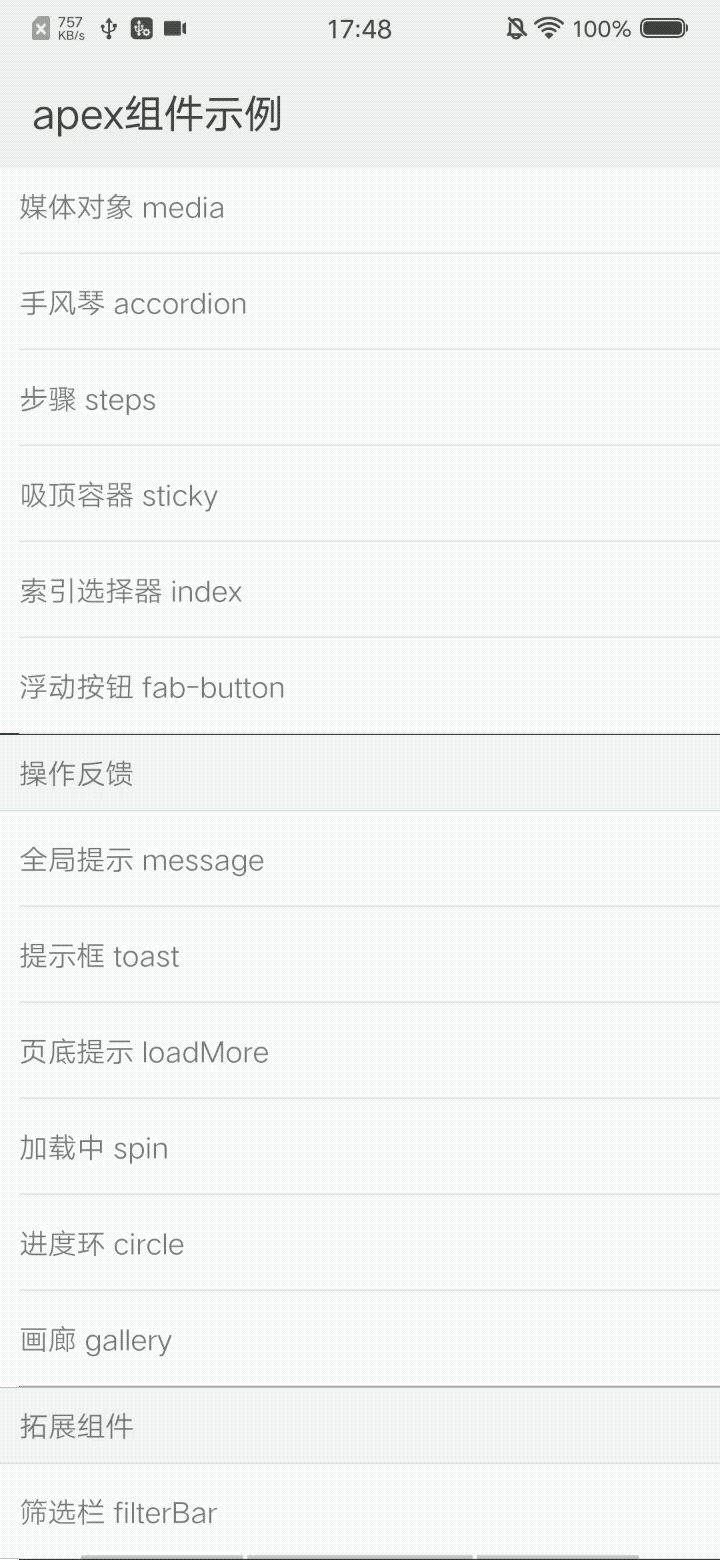 757
KB/s
17:48
100%
apex组件示例
媒体对象 media
手风琴 accordion
步骤 steps
吸顶容器 sticky
索引选择器 index
浮动按钮 fab-button
操作反馈
全局提示 message
提示框 toast
页底提示 loadMore
加载中 spin
进度环 circle
画廊 gallery
拓展组件
筛选栏 filterBar